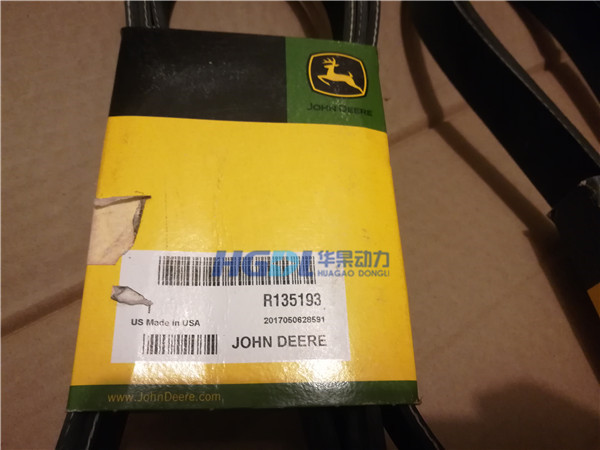 JOHN DEERE
HGDL 华杲动力
HUAGAO DONGLI
R135193
US Made in USA
2017050628591
JOHN DEERE
www.JohnDeere.com